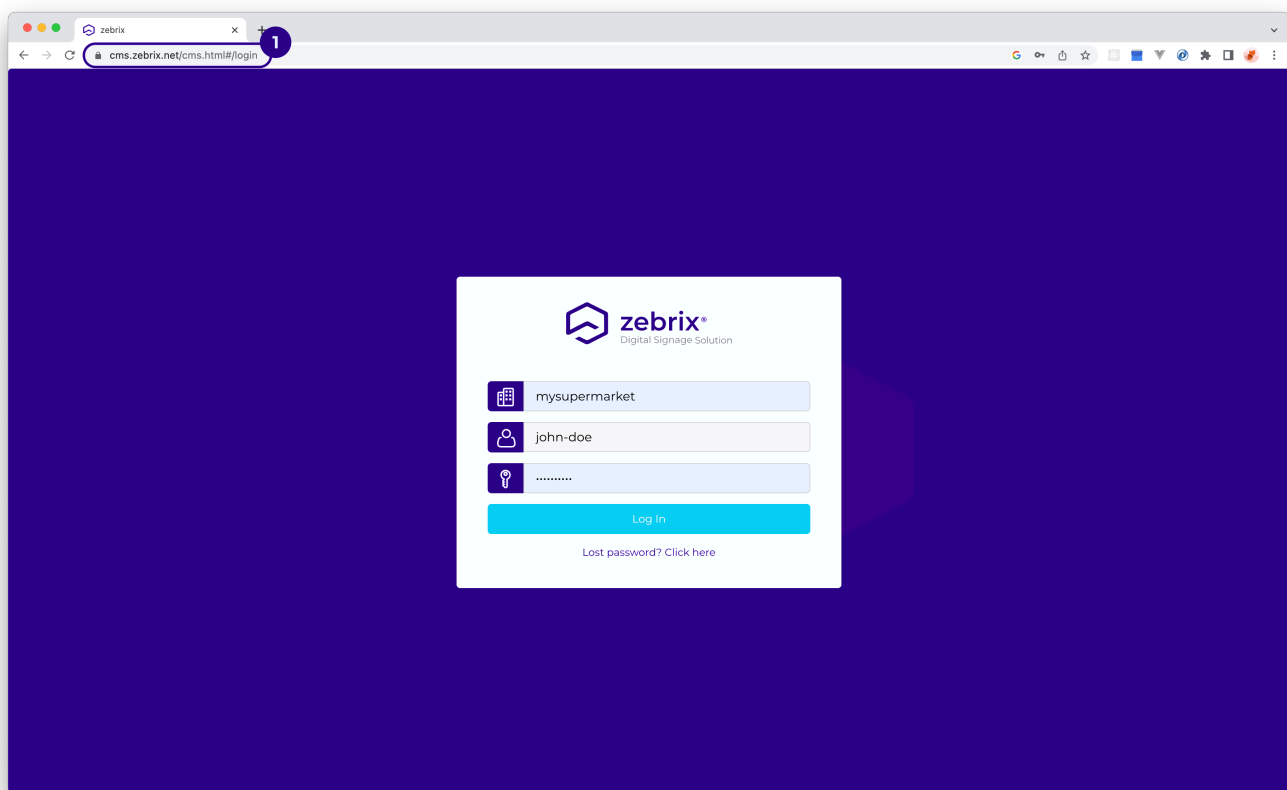 zebrix
1
cms.zebrix.net/cms.html#/login
zebrix®
Digital Signage Solution
mysupermarket
john-doe
••••••••••
Log In
Lost password? Click here